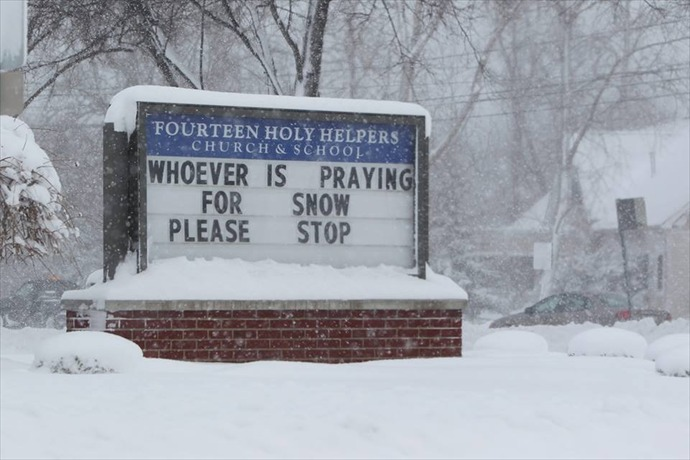 FOURTEEN HOLY HELPERS
CHURCH & SCHOOL
WHOEVER IS PRAYING
FOR SNOW
PLEASE STOP